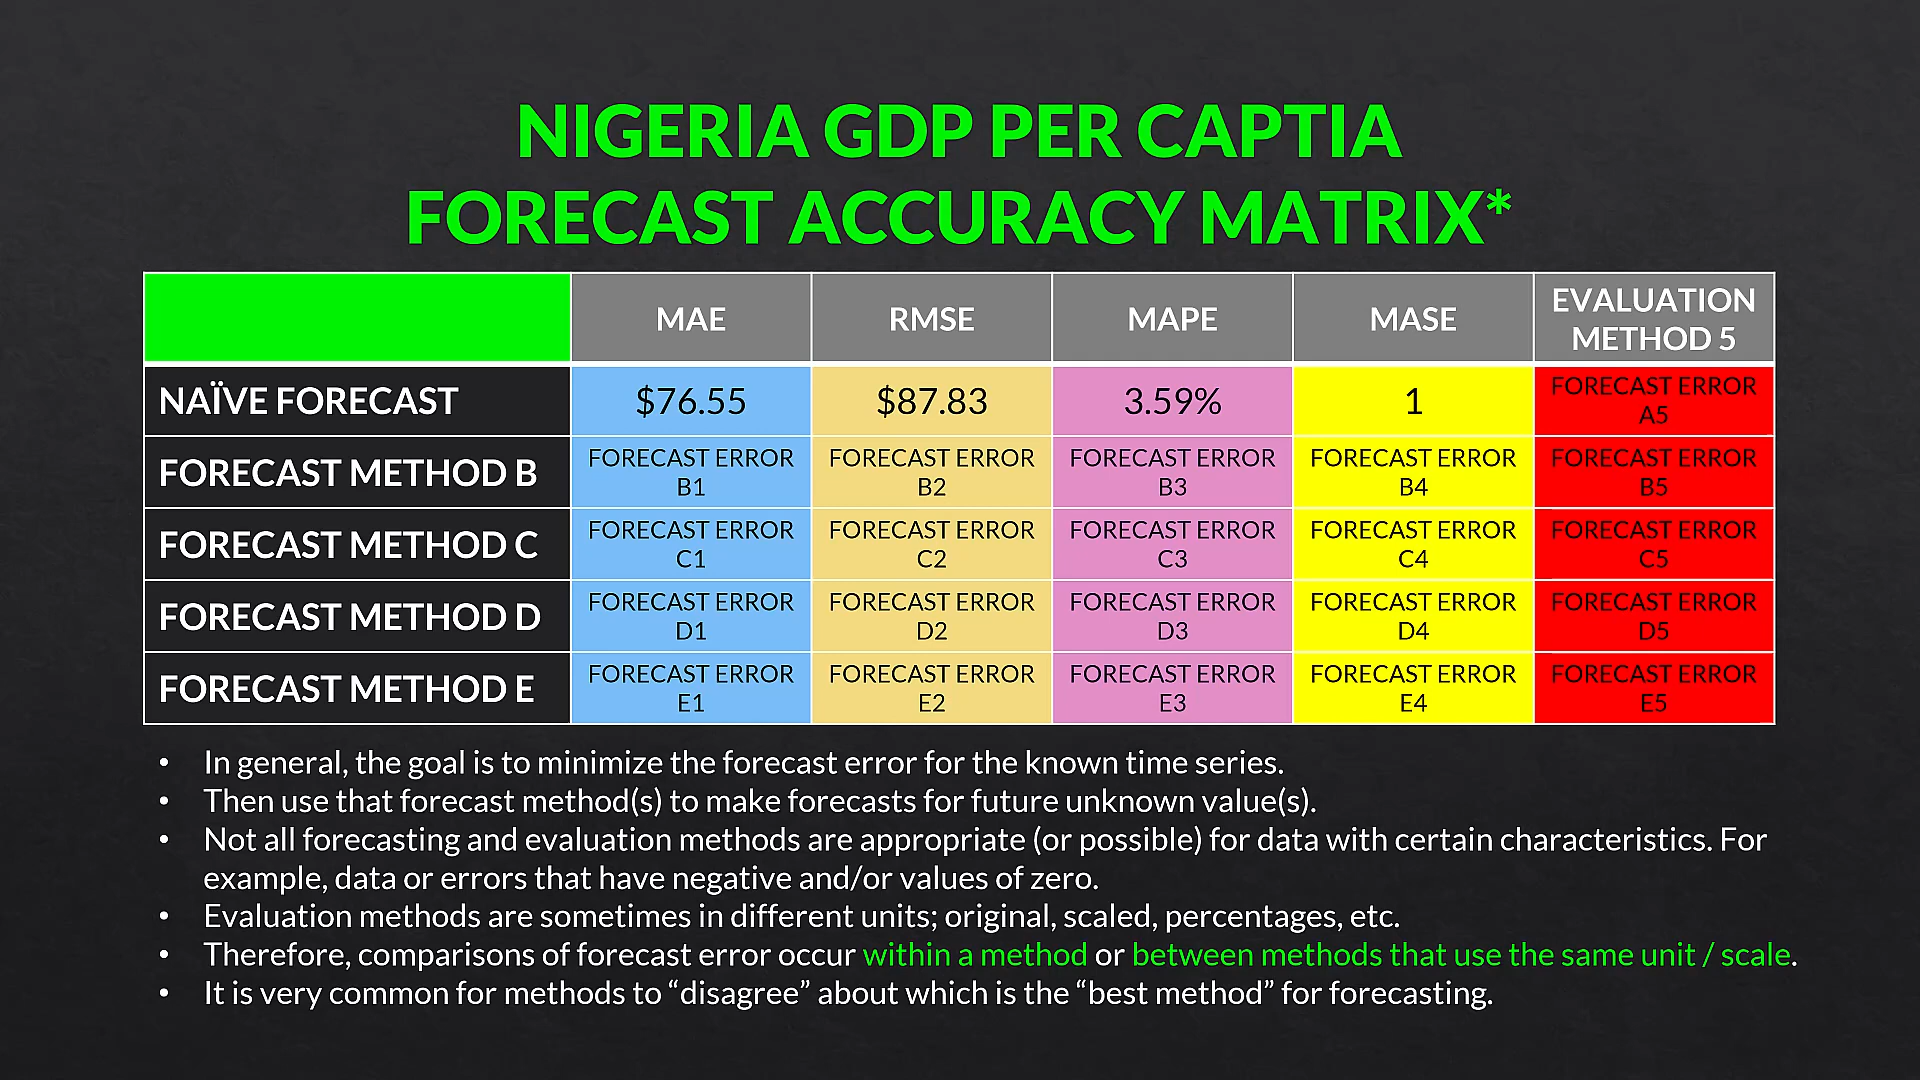 NIGERIA GDP PER CAPTIA
FORECAST ACCURACY MATRIX*
MAE RMSE MAPE MASE EVALUATION METHOD 5
NAÏVE FORECAST $76.55 $87.83 3.59% 1 FORECAST ERROR A5
FORECAST METHOD B FORECAST ERROR B1 FORECAST ERROR B2 FORECAST ERROR B3 FORECAST ERROR B4 FORECAST ERROR B5
FORECAST METHOD C FORECAST ERROR C1 FORECAST ERROR C2 FORECAST ERROR C3 FORECAST ERROR C4 FORECAST ERROR C5
FORECAST METHOD D FORECAST ERROR D1 FORECAST ERROR D2 FORECAST ERROR D3 FORECAST ERROR D4 FORECAST ERROR D5
FORECAST METHOD E FORECAST ERROR E1 FORECAST ERROR E2 FORECAST ERROR E3 FORECAST ERROR E4 FORECAST ERROR E5
• In general, the goal is to minimize the forecast error for the known time series.
• Then use that forecast method(s) to make forecasts for future unknown value(s).
• Not all forecasting and evaluation methods are appropriate (or possible) for data with certain characteristics. For
example, data or errors that have negative and/or values of zero.
• Evaluation methods are sometimes in different units; original, scaled, percentages, etc.
• Therefore, comparisons of forecast error occur within a method or between methods that use the same unit / scale.
• It is very common for methods to “disagree” about which is the “best method” for forecasting.